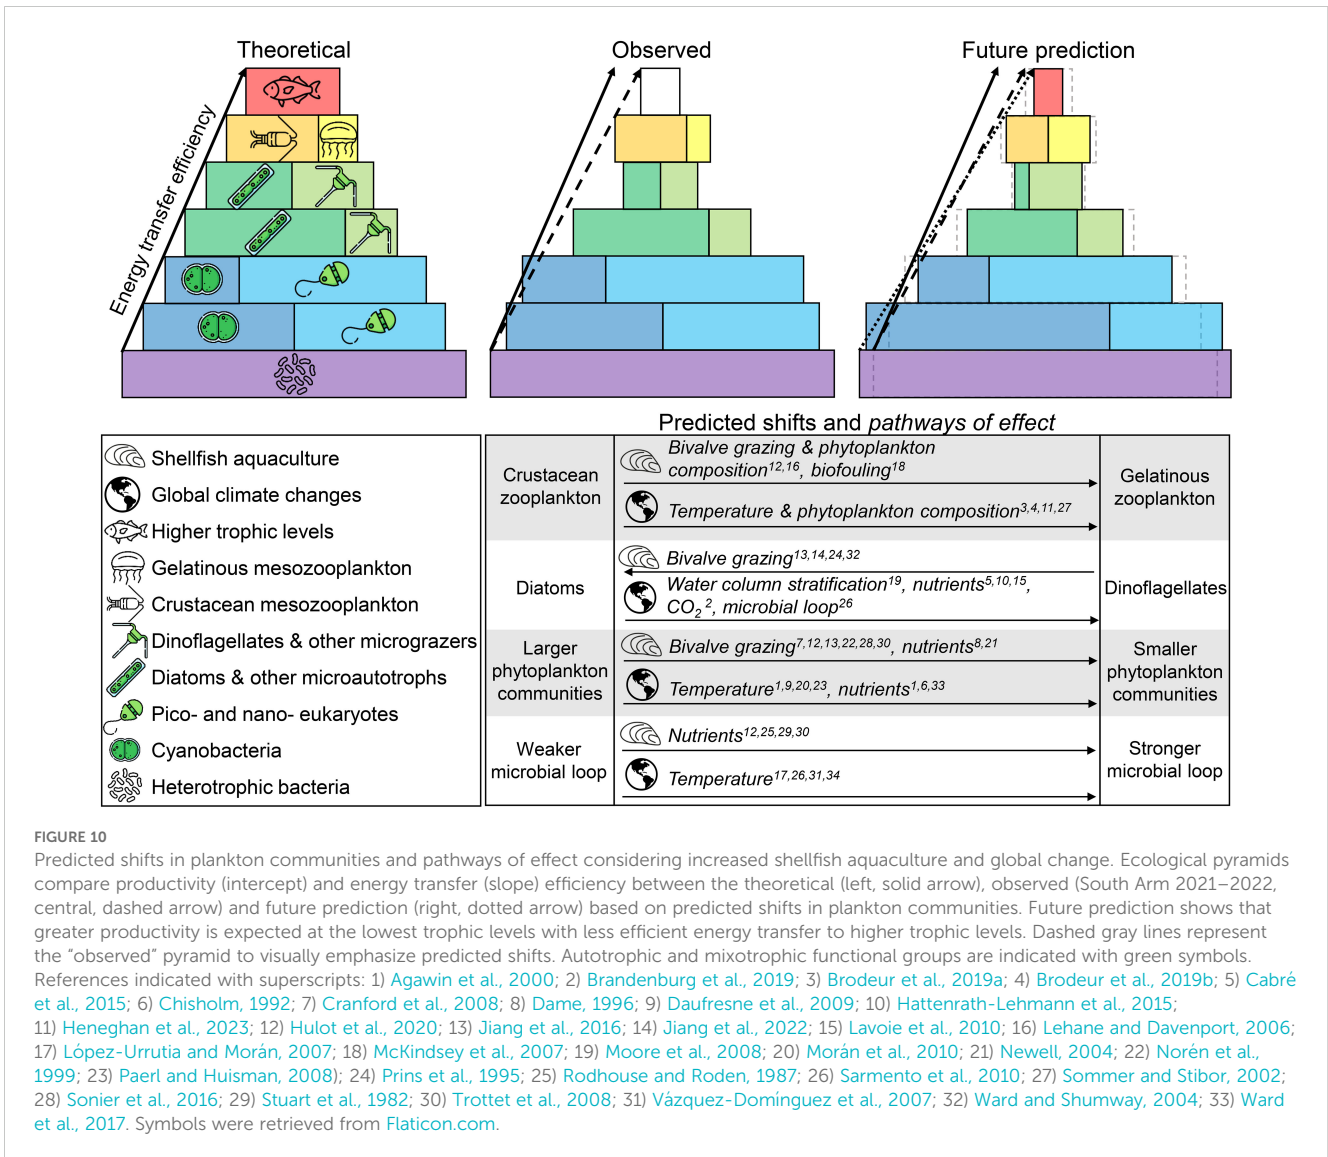 Theoretical
Observed
Future prediction
Energy transfer efficiency
Shellfish aquaculture
Global climate changes
Higher trophic levels
Gelatinous mesozooplankton
Crustacean mesozooplankton
Dinoflagellates & other micrograzers
Diatoms & other microautotrophs
Pico- and nano- eukaryotes
Cyanobacteria
Heterotrophic bacteria
Predicted shifts and pathways of effect
Crustacean
zooplankton
Bivalve grazing & phytoplankton
composition12,16, biofouling18
Temperature & phytoplankton composition3,4,11,27
Gelatinous
zooplankton
Diatoms
Bivalve grazing13,14,24,32
Water column stratification19, nutrients5,10,15,
CO2 2, microbial loop26
Dinoflagellates
Larger
phytoplankton
communities
Bivalve grazing7,12,13,22,28,30, nutrients8,21
Temperature1,9,20,23, nutrients1,6,33
Smaller
phytoplankton
communities
Weaker
microbial loop
Nutrients12,25,29,30
Temperature17,26,31,34
Stronger
microbial loop
FIGURE 10
Predicted shifts in plankton communities and pathways of effect considering increased shellfish aquaculture and global change. Ecological pyramids
compare productivity (intercept) and energy transfer (slope) efficiency between the theoretical (left, solid arrow), observed (South Arm 2021–2022,
central, dashed arrow) and future prediction (right, dotted arrow) based on predicted shifts in plankton communities. Future prediction shows that
greater productivity is expected at the lowest trophic levels with less efficient energy transfer to higher trophic levels. Dashed gray lines represent
the “observed” pyramid to visually emphasize predicted shifts. Autotrophic and mixotrophic functional groups are indicated with green symbols.
References indicated with superscripts: 1) Agawin et al., 2000; 2) Brandenburg et al., 2019; 3) Brodeur et al., 2019a; 4) Brodeur et al., 2019b; 5) Cabré
et al., 2015; 6) Chisholm, 1992; 7) Cranford et al., 2008; 8) Dame, 1996; 9) Daufresne et al., 2009; 10) Hattenrath-Lehmann et al., 2015;
11) Heneghan et al., 2023; 12) Hulot et al., 2020; 13) Jiang et al., 2016; 14) Jiang et al., 2022; 15) Lavoie et al., 2010; 16) Lehane and Davenport, 2006;
17) López-Urrutia and Morán, 2007; 18) McKindsey et al., 2007; 19) Moore et al., 2008; 20) Morán et al., 2010; 21) Newell, 2004; 22) Norén et al.,
1999; 23) Paerl and Huisman, 2008); 24) Prins et al., 1995; 25) Rodhouse and Roden, 1987; 26) Sarmento et al., 2010; 27) Sommer and Stibor, 2002;
28) Sonier et al., 2016; 29) Stuart et al., 1982; 30) Trottet et al., 2008; 31) Vázquez-Domínguez et al., 2007; 32) Ward and Shumway, 2004; 33) Ward
et al., 2017. Symbols were retrieved from Flaticon.com.